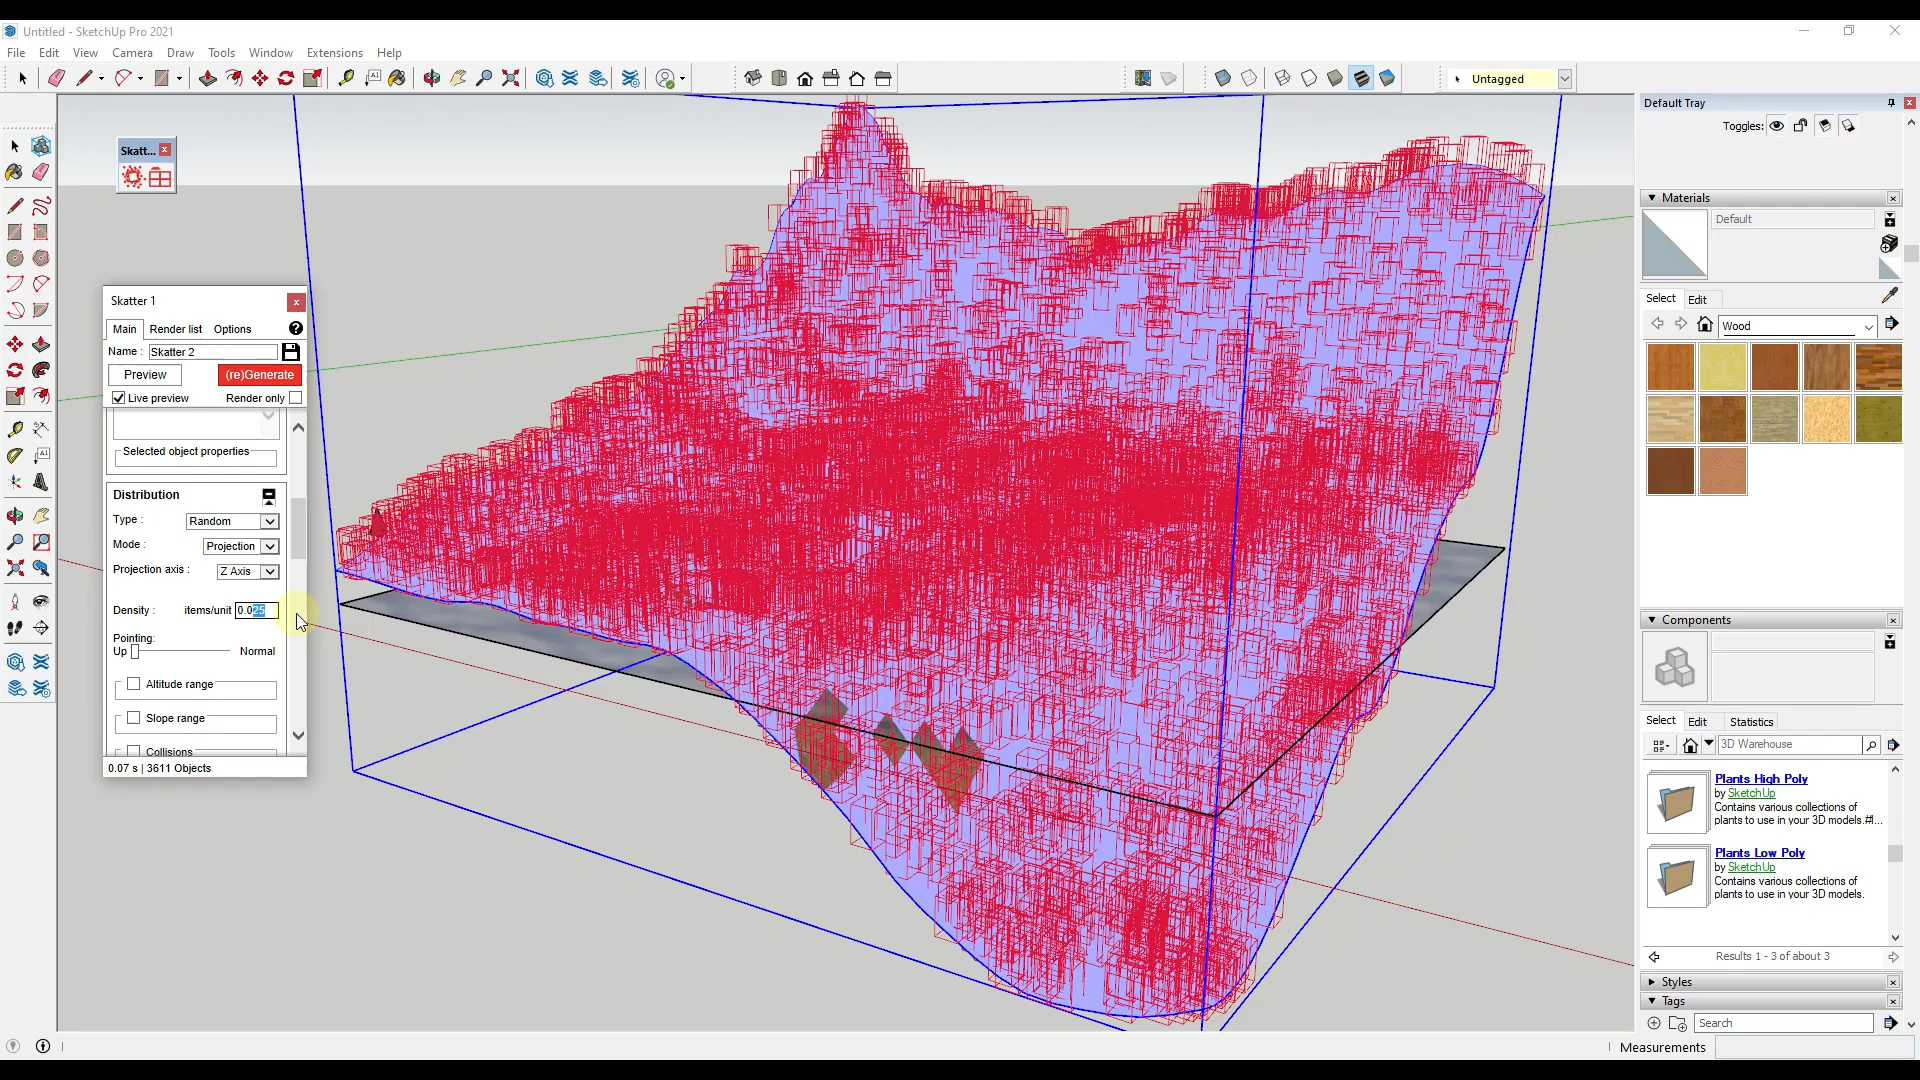 Untitled - SketchUp Pro 2021
File Edit View Camera Draw Tools Window Extensions Help
Untagged
Default Tray
Toggles:
Materials
Default
Select Edit
Wood
Components
Select Edit Statistics
3D Warehouse
Plants High Poly
by SketchUp
Contains various collections of
plants to use in your 3D models.#l...
Plants Low Poly
by SketchUp
Contains various collections of
plants to use in your 3D models.
Results 1 - 3 of about 3
Styles
Tags
Search
Measurements
Skatt...
Skatter 1
Main Render list Options
Name : Skatter 2
Preview (re)Generate
Live preview Render only
Selected object properties
Distribution
Type : Random
Mode : Projection
Projection axis : Z Axis
Density : items/unit 0.025
Pointing:
Up Normal
Altitude range
Slope range
Collisions
0.07 s | 3611 Objects